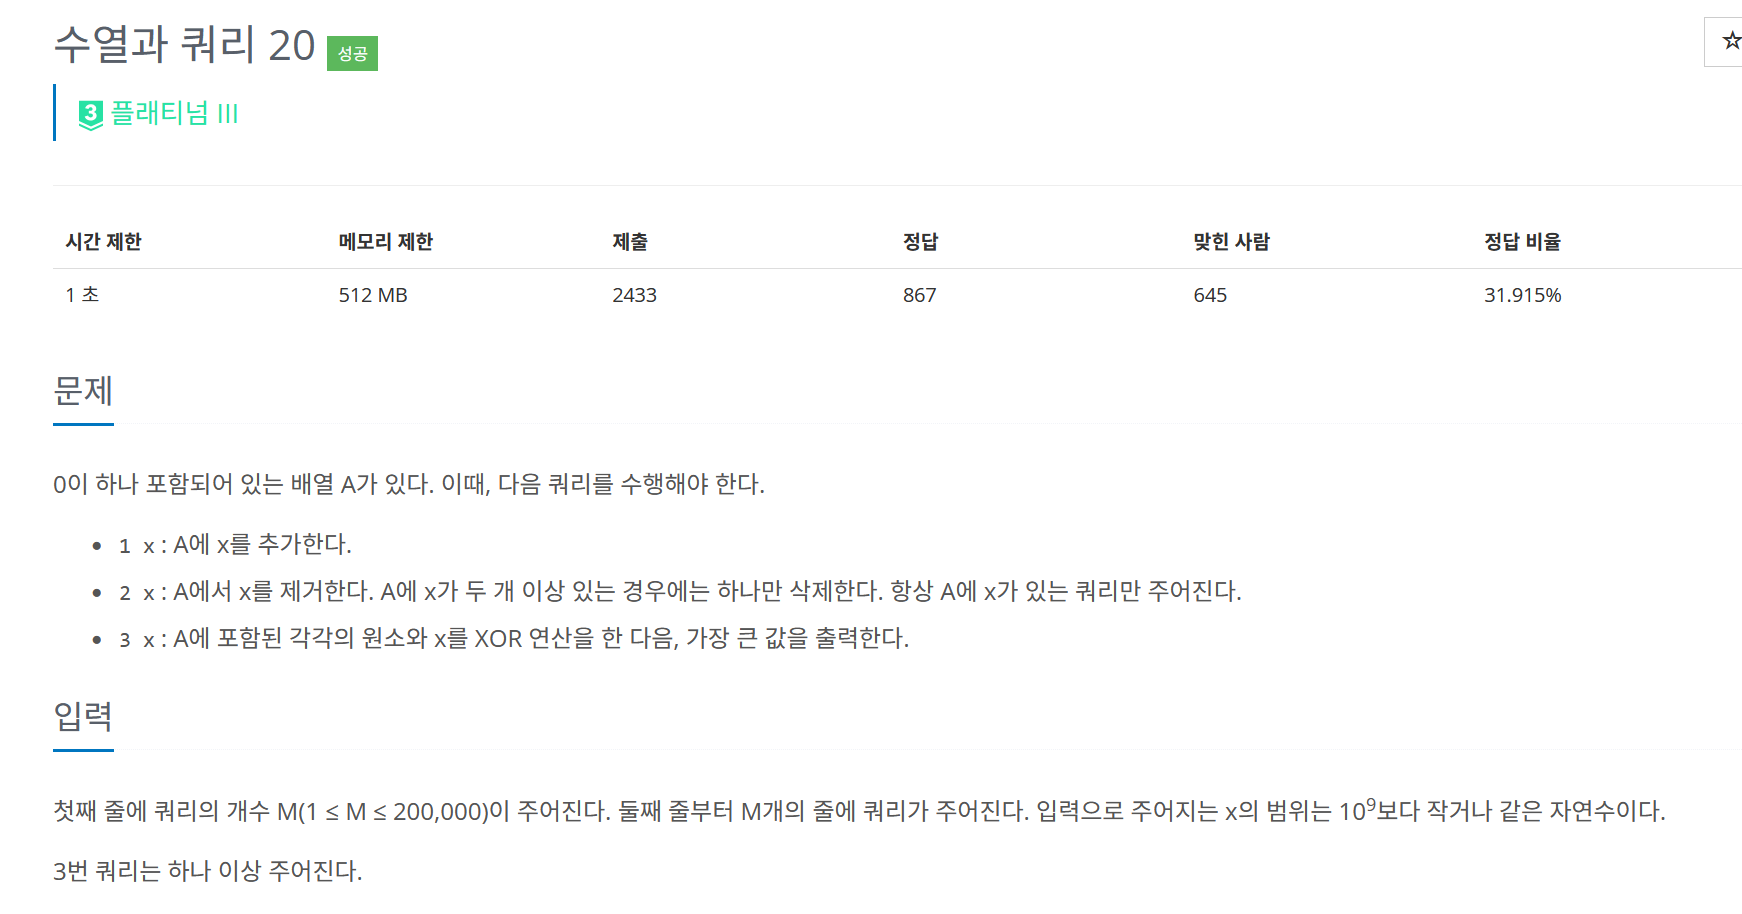 수열과 쿼리 20 성공
☆
3 플래티넘 III
시간 제한 메모리 제한 제출 정답 맞힌 사람 정답 비율
1 초 512 MB 2433 867 645 31.915%
문제
0이 하나 포함되어 있는 배열 A가 있다. 이때, 다음 쿼리를 수행해야 한다.
• 1 x : A에 x를 추가한다.
• 2 x : A에서 x를 제거한다. A에 x가 두 개 이상 있는 경우에는 하나만 삭제한다. 항상 A에 x가 있는 쿼리만 주어진다.
• 3 x : A에 포함된 각각의 원소와 x를 XOR 연산을 한 다음, 가장 큰 값을 출력한다.
입력
첫째 줄에 쿼리의 개수 M(1 ≤ M ≤ 200,000)이 주어진다. 둘째 줄부터 M개의 줄에 쿼리가 주어진다. 입력으로 주어지는 x의 범위는 10⁹보다 작거나 같은 자연수이다.
3번 쿼리는 하나 이상 주어진다.